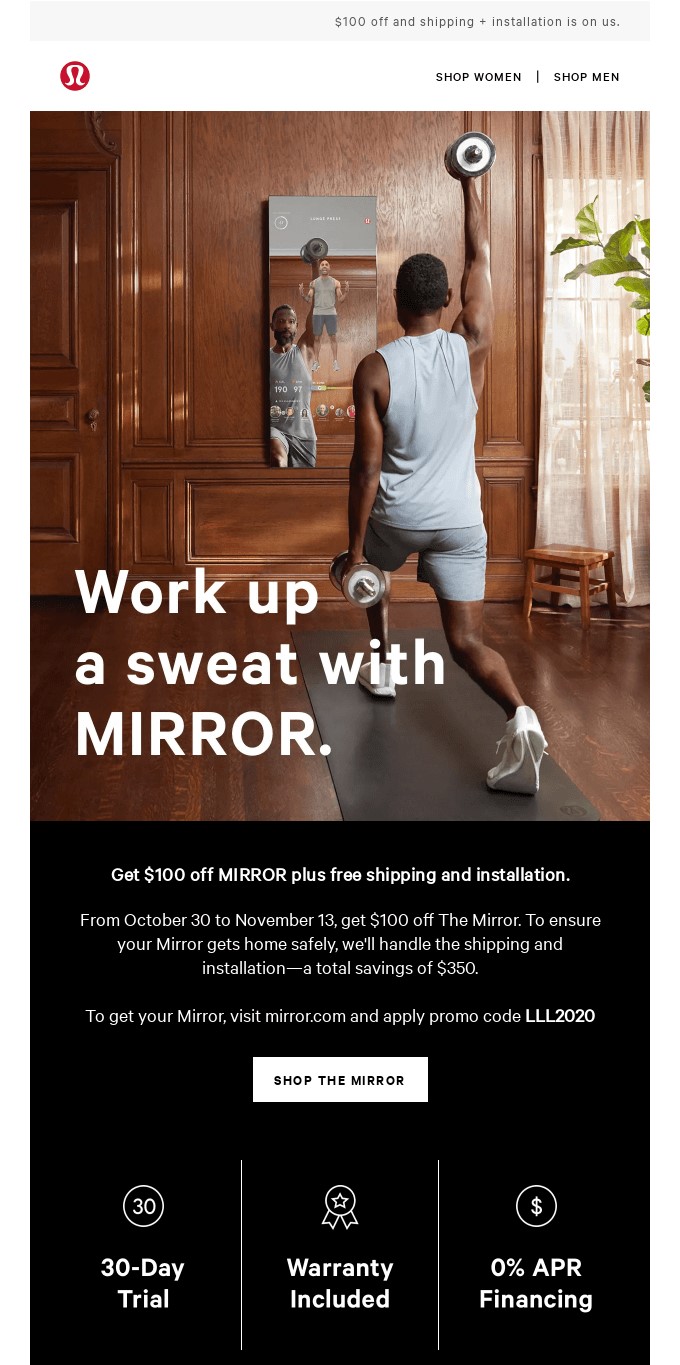 $100 off and shipping + installation is on us.
SHOP WOMEN | SHOP MEN
LUNGE PRESS
190 97
Work up
a sweat with
MIRROR.
Get $100 off MIRROR plus free shipping and installation.
From October 30 to November 13, get $100 off The Mirror. To ensure
your Mirror gets home safely, we'll handle the shipping and
installation—a total savings of $350.
To get your Mirror, visit mirror.com and apply promo code LLL2020
SHOP THE MIRROR
30 $
30-Day Warranty 0% APR
Trial Included Financing